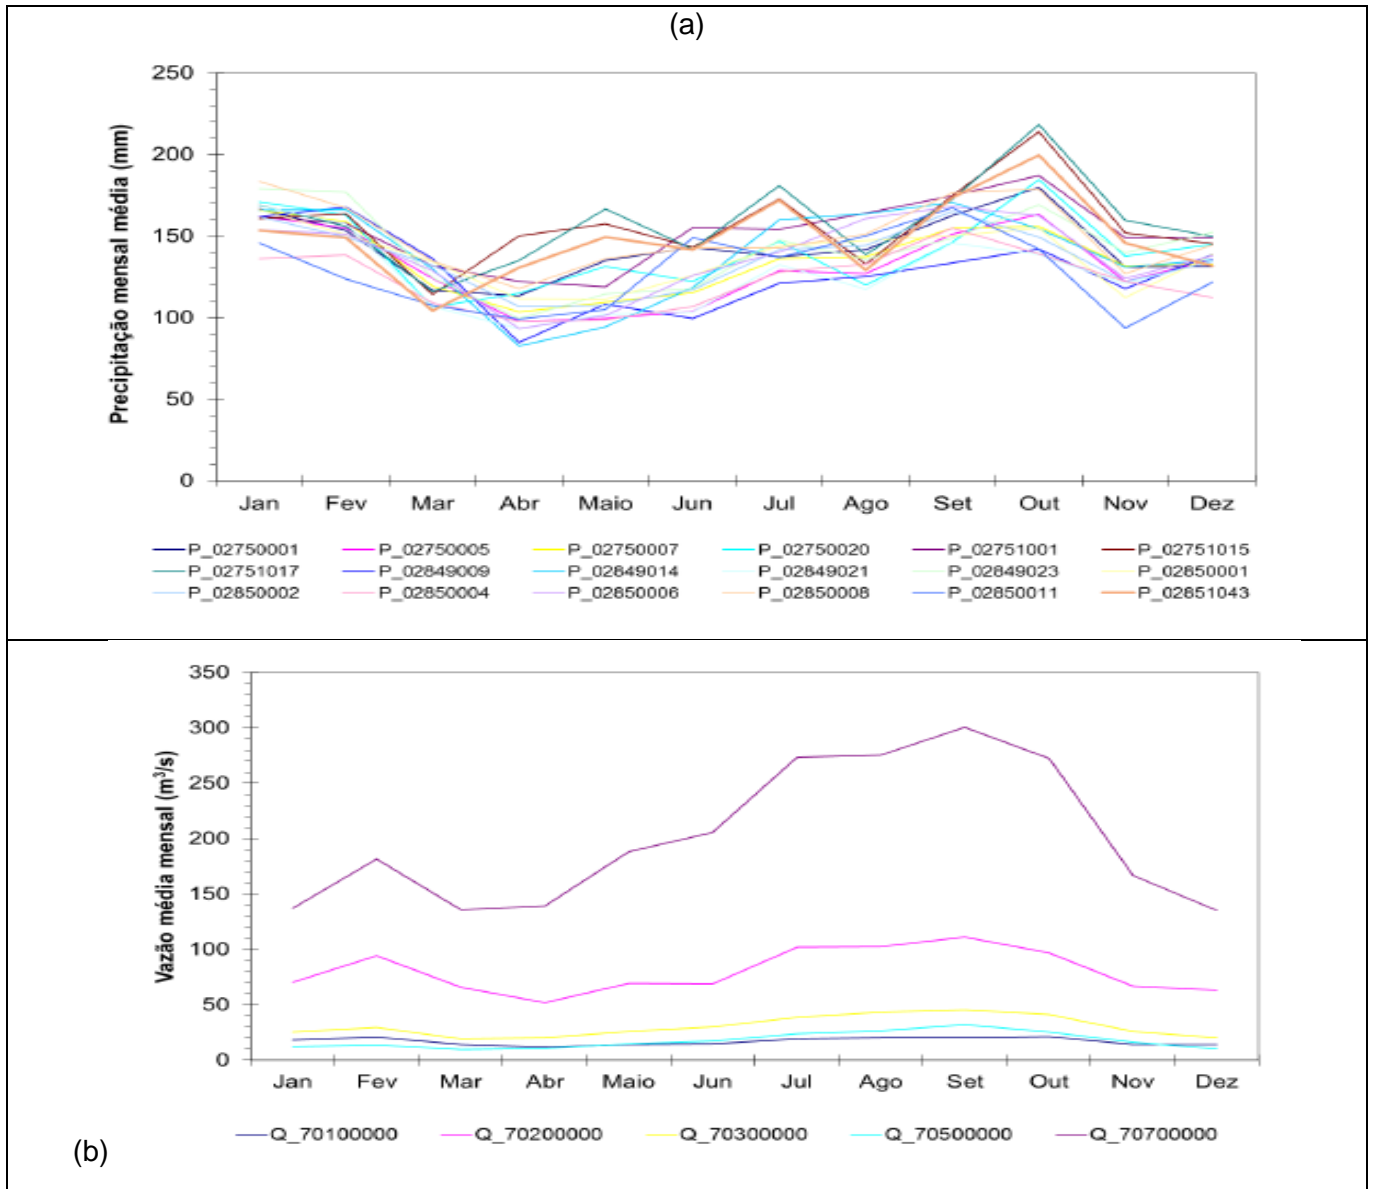 (a)
Precipitação mensal média (mm)
250
200
150
100
50
0
Jan Fev Mar Abr Maio Jun Jul Ago Set Out Nov Dez
P_02750001 P_02750005 P_02750007 P_02750020 P_02751001 P_02751015
P_02751017 P_02849009 P_02849014 P_02849021 P_02849023 P_02850001
P_02850002 P_02850004 P_02850006 P_02850008 P_02850011 P_02851043
Vazão média mensal (m³/s)
350
300
250
200
150
100
50
0
Jan Fev Mar Abr Maio Jun Jul Ago Set Out Nov Dez
Q_70100000 Q_70200000 Q_70300000 Q_70500000 Q_70700000
(b)